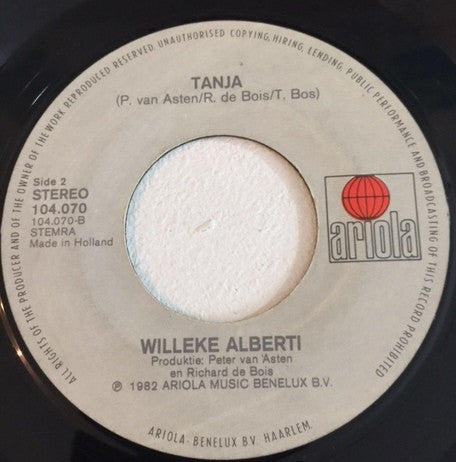 ALL RIGHTS OF THE PRODUCER AND OF THE OWNER OF THE WORK REPRODUCED RESERVED. UNAUTHORISED COPYING, HIRING, LENDING, PUBLIC PERFORMANCE AND BROADCASTING OF THIS RECORD PROHIBITED
TANJA
(P. van Asten/R. de Bois/T. Bos)
Side 2
STEREO
104.070
104.070-B
STEMRA
Made in Holland
ariola
WILLEKE ALBERTI
Produktie: Peter van Asten
en Richard de Bois
℗ 1982 ARIOLA MUSIC BENELUX B.V.
ARIOLA-BENELUX B.V. HAARLEM.